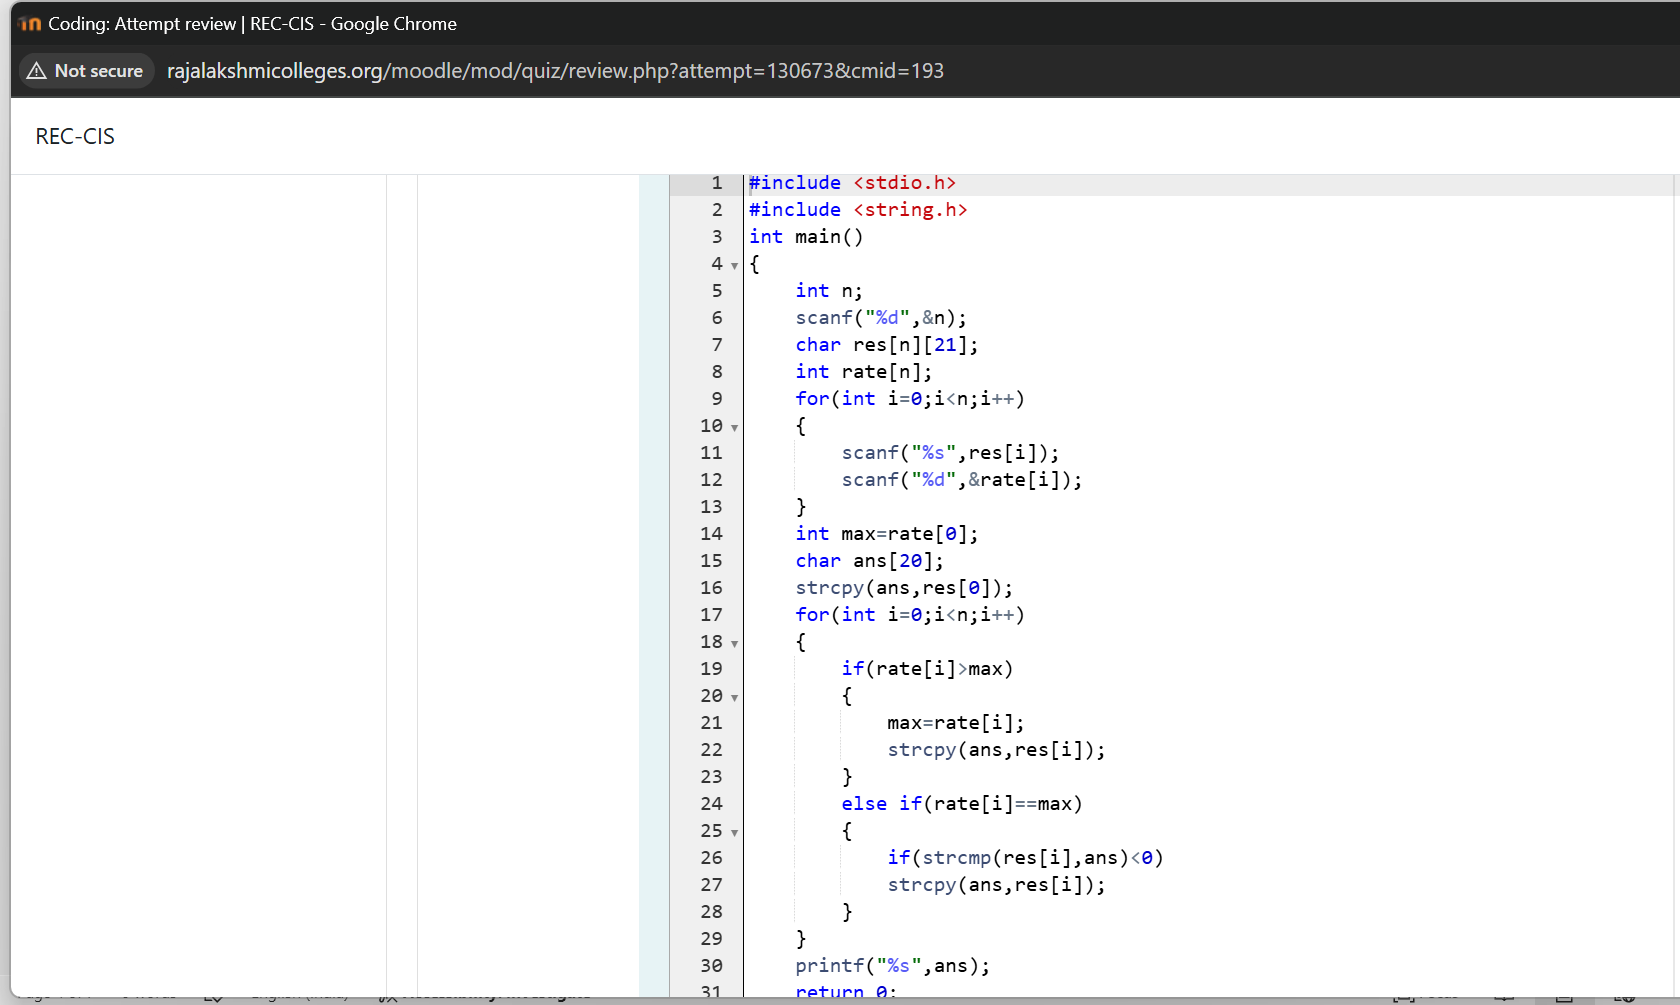 Coding: Attempt review | REC-CIS - Google Chrome
Not secure rajalakshmicolleges.org/moodle/mod/quiz/review.php?attempt=130673&cmid=193
REC-CIS
1 #include <stdio.h>
2 #include <string.h>
3 int main()
4 {
5     int n;
6     scanf("%d",&n);
7     char res[n][21];
8     int rate[n];
9     for(int i=0;i<n;i++)
10     {
11         scanf("%s",res[i]);
12         scanf("%d",&rate[i]);
13     }
14     int max=rate[0];
15     char ans[20];
16     strcpy(ans,res[0]);
17     for(int i=0;i<n;i++)
18     {
19         if(rate[i]>max)
20         {
21             max=rate[i];
22             strcpy(ans,res[i]);
23         }
24         else if(rate[i]==max)
25         {
26             if(strcmp(res[i],ans)<0)
27             strcpy(ans,res[i]);
28         }
29     }
30     printf("%s",ans);
31     return 0;